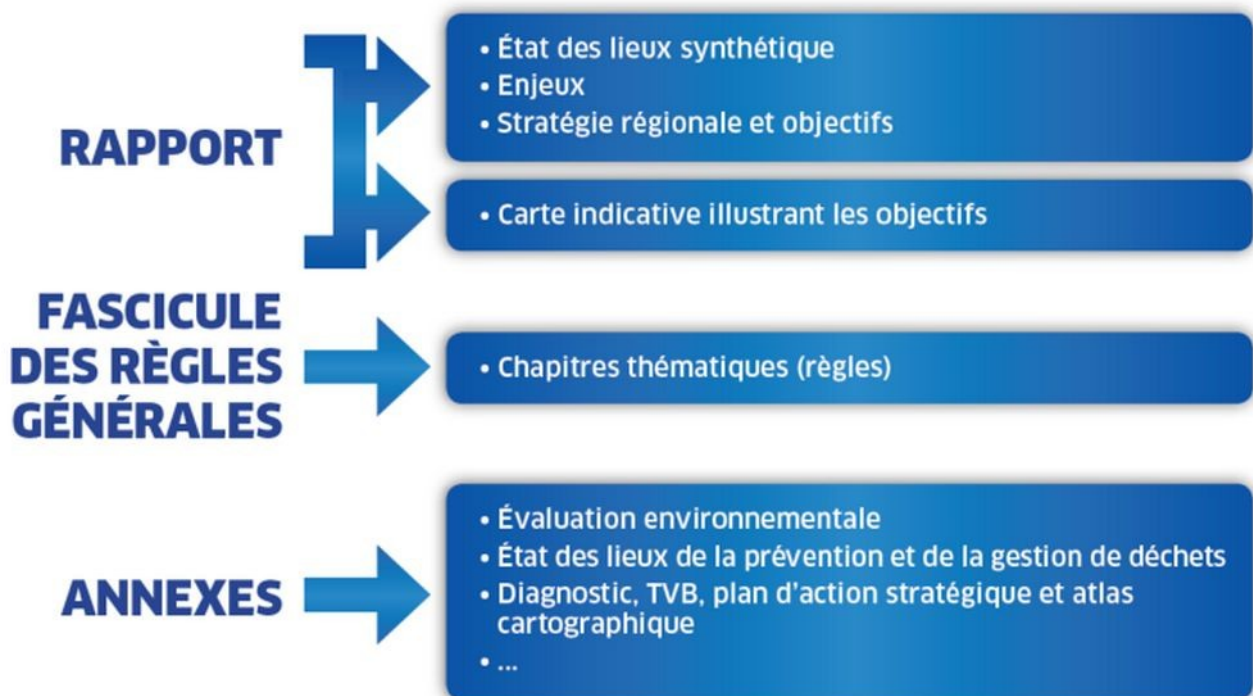 RAPPORT
• État des lieux synthétique
• Enjeux
• Stratégie régionale et objectifs
• Carte indicative illustrant les objectifs
FASCICULE
DES RÈGLES
GÉNÉRALES
• Chapitres thématiques (règles)
ANNEXES
• Évaluation environnementale
• État des lieux de la prévention et de la gestion de déchets
• Diagnostic, TVB, plan d’action stratégique et atlas
cartographique
• ...